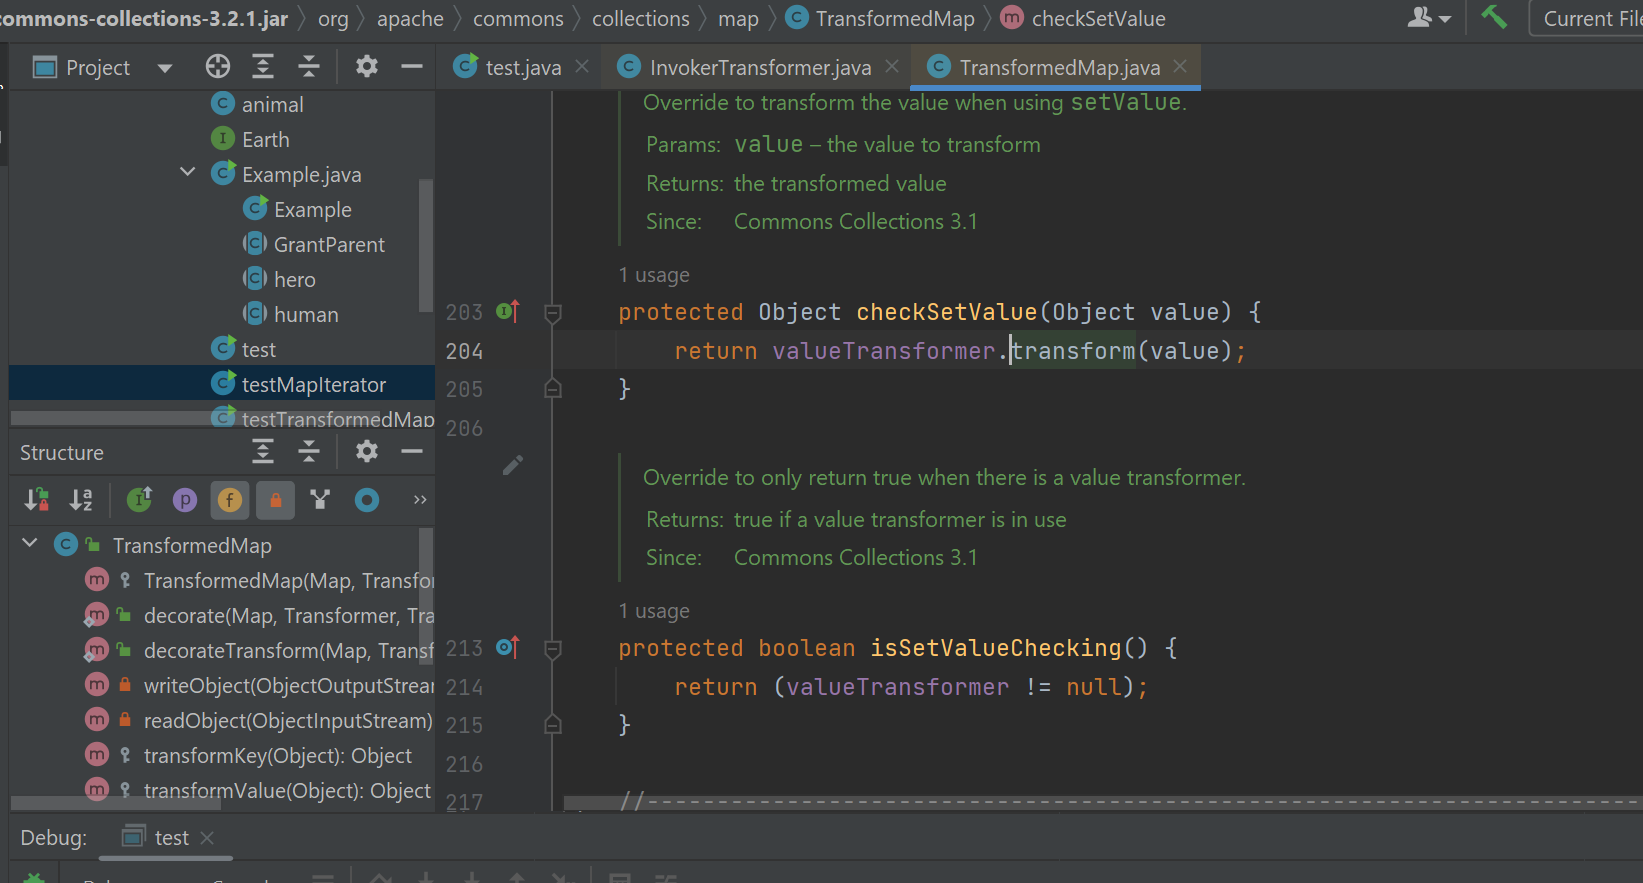 commons-collections-3.2.1.jar org apache commons collections map TransformedMap checkSetValue Current File
Project
test.java InvokerTransformer.java TransformedMap.java
animal
Earth
Example.java
Example
GrantParent
hero
human
test
testMapIterator
testTransformedMap
Override to transform the value when using setValue.
Params: value – the value to transform
Returns: the transformed value
Since: Commons Collections 3.1
1 usage
203 protected Object checkSetValue(Object value) {
204 return valueTransformer.transform(value);
205 }
206
Override to only return true when there is a value transformer.
Returns: true if a value transformer is in use
Since: Commons Collections 3.1
1 usage
213 protected boolean isSetValueChecking() {
214 return (valueTransformer != null);
215 }
216
217 //-----------------------------------------------------------------------
Structure
TransformedMap
TransformedMap(Map, Transfor
decorate(Map, Transformer, Tra
decorateTransform(Map, Transf
writeObject(ObjectOutputStrear
readObject(ObjectInputStream)
transformKey(Object): Object
transformValue(Object): Object
Debug: test